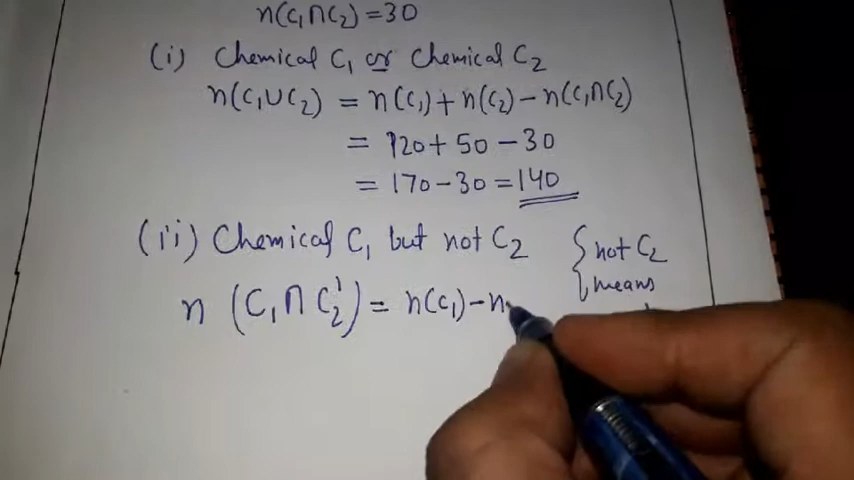 n(C₁∩C₂)=30
(i) Chemical C₁ or Chemical C₂
n(C₁∪C₂) = n(C₁)+n(C₂)−n(C₁∩C₂)
= 120+50−30
= 170−30=140
(ii) Chemical C₁ but not C₂
{not C₂
means
n (C₁∩C₂') = n(C₁)−n